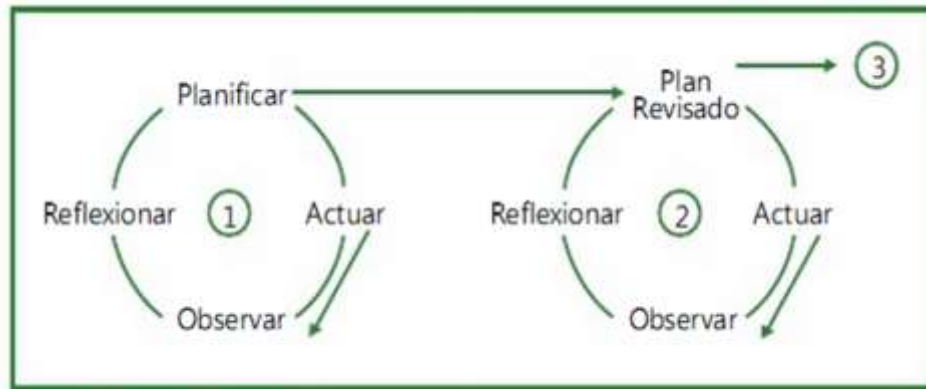 3
Planificar
Plan
Revisado
Reflexionar
1
Actuar
Reflexionar
2
Actuar
Observar
Observar